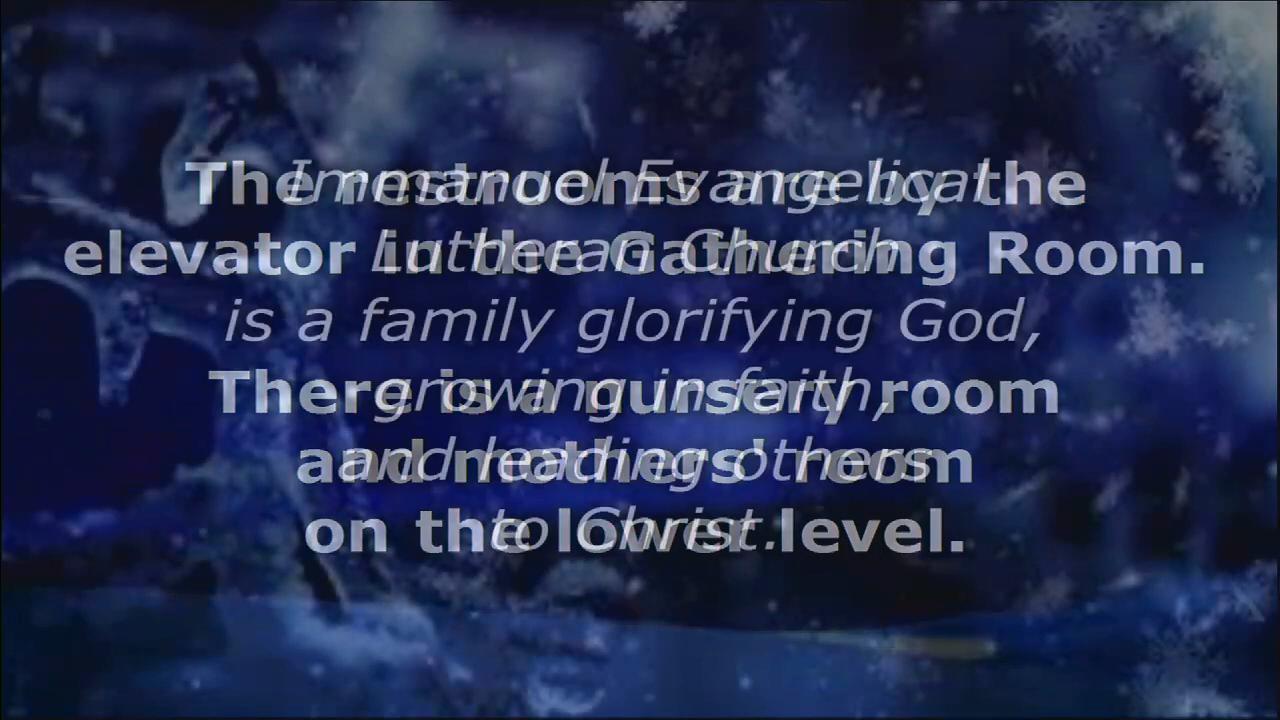 The restrooms are by the
elevator in the Gathering Room.
There is a nursery room
and mothers' room
on the lower level.
Immanuel Evangelical
Lutheran Church
is a family glorifying God,
growing in faith,
and leading others
to Christ.